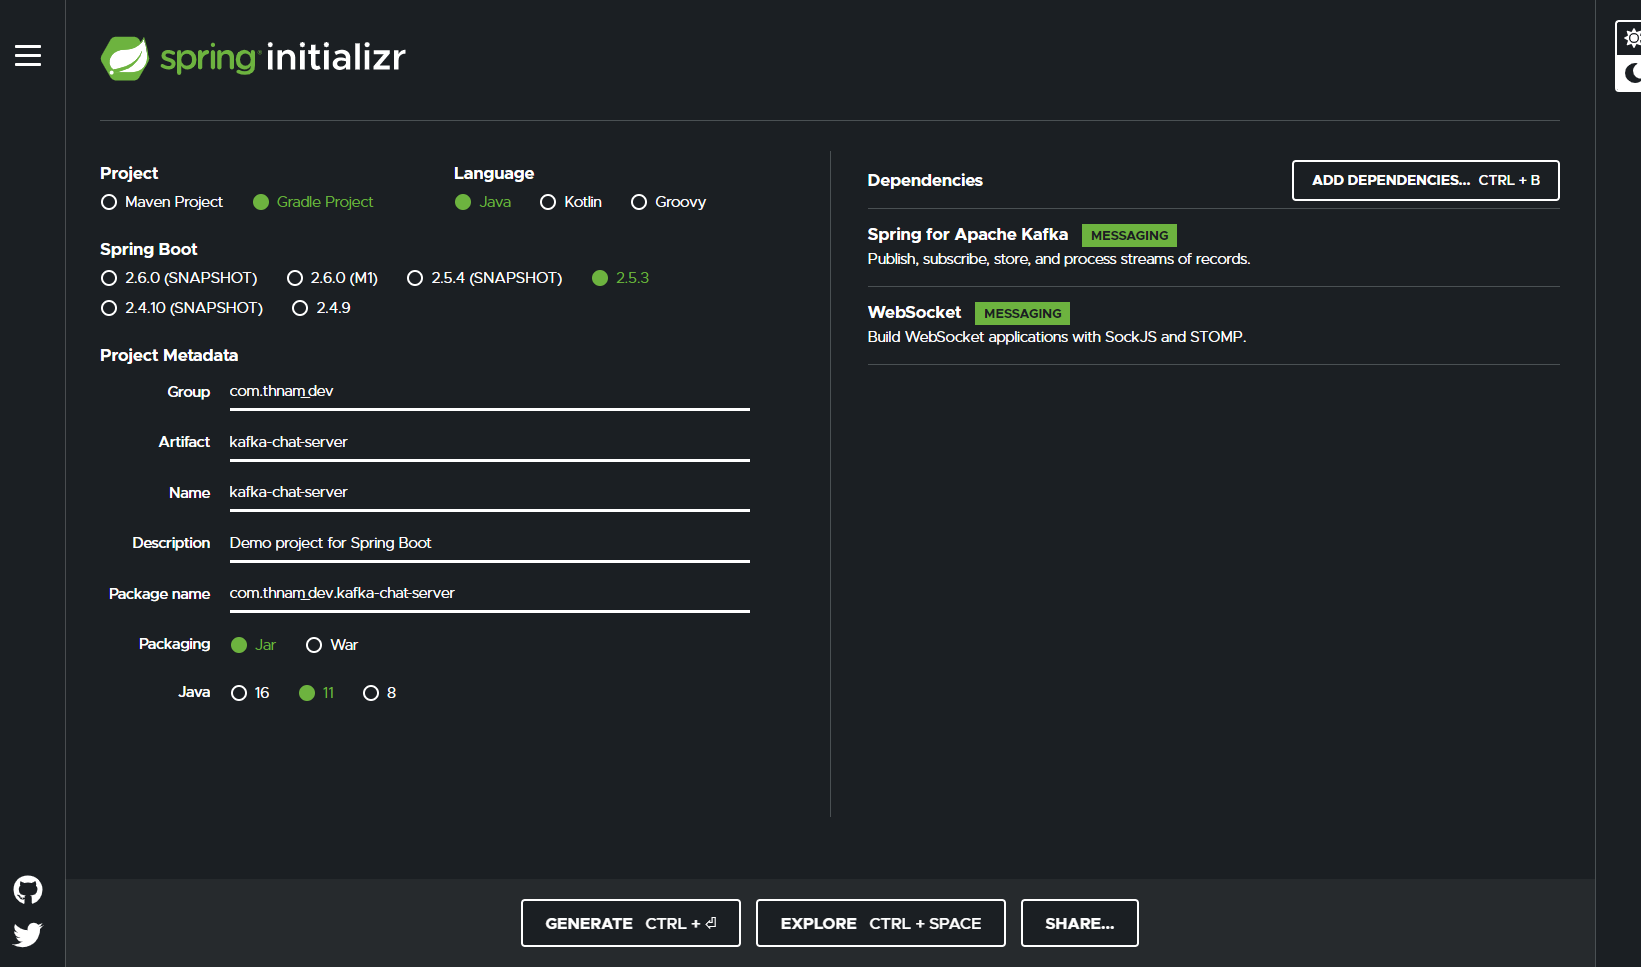 spring initializr
Project
Maven Project
Gradle Project
Language
Java
Kotlin
Groovy
Spring Boot
2.6.0 (SNAPSHOT)
2.6.0 (M1)
2.5.4 (SNAPSHOT)
2.5.3
2.4.10 (SNAPSHOT)
2.4.9
Project Metadata
Group com.thnam_dev
Artifact kafka-chat-server
Name kafka-chat-server
Description Demo project for Spring Boot
Package name com.thnam_dev.kafka-chat-server
Packaging Jar War
Java 16 11 8
Dependencies
ADD DEPENDENCIES... CTRL + B
Spring for Apache Kafka MESSAGING
Publish, subscribe, store, and process streams of records.
WebSocket MESSAGING
Build WebSocket applications with SockJS and STOMP.
GENERATE CTRL + ⏎
EXPLORE CTRL + SPACE
SHARE...